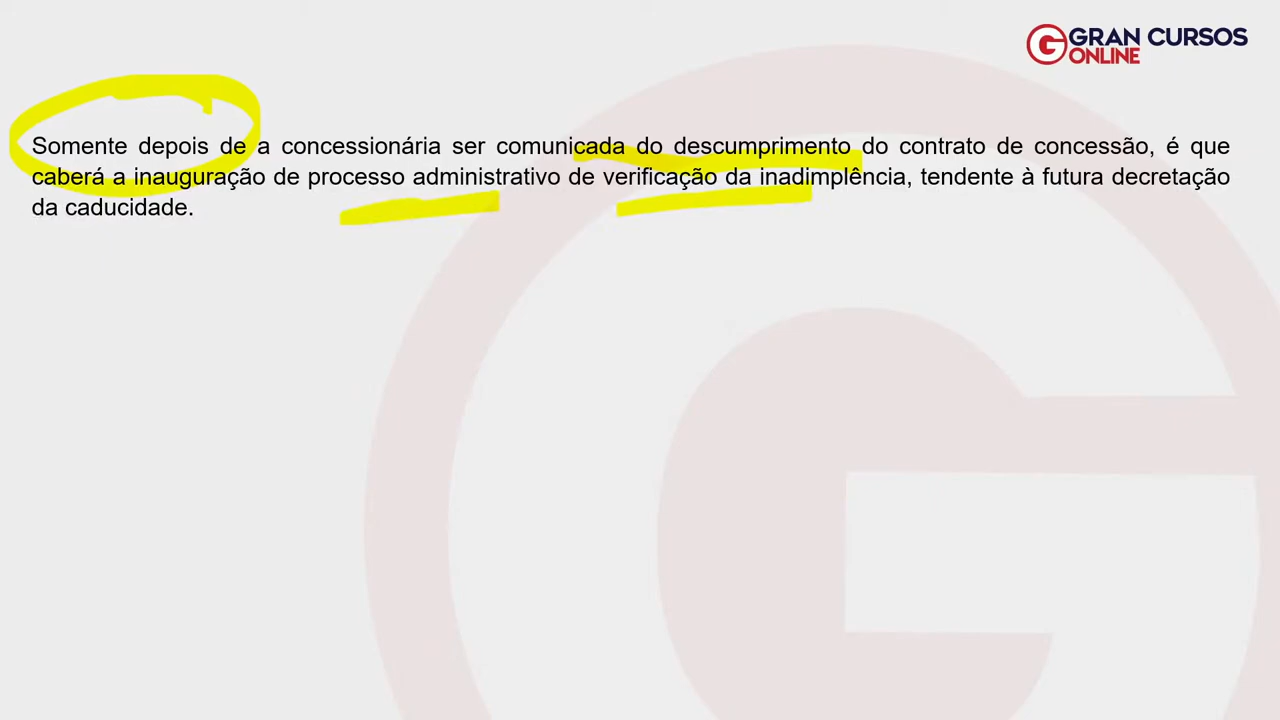 GRAN CURSOS
ONLINE
Somente depois de a concessionária ser comunicada do descumprimento do contrato de concessão, é que
caberá a inauguração de processo administrativo de verificação da inadimplência, tendente à futura decretação
da caducidade.